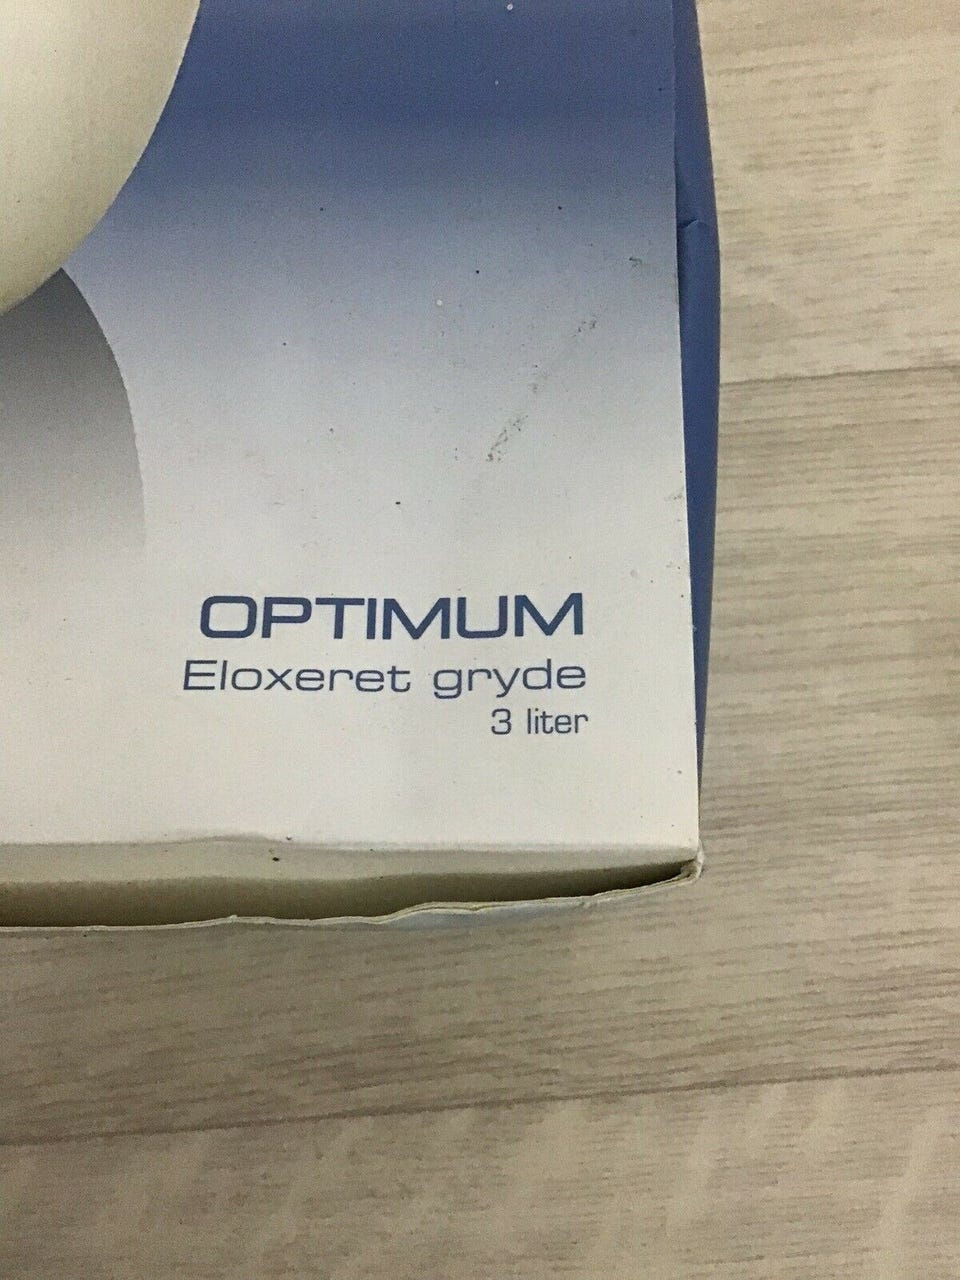 OPTIMUM
Eloxeret gryde
3 liter